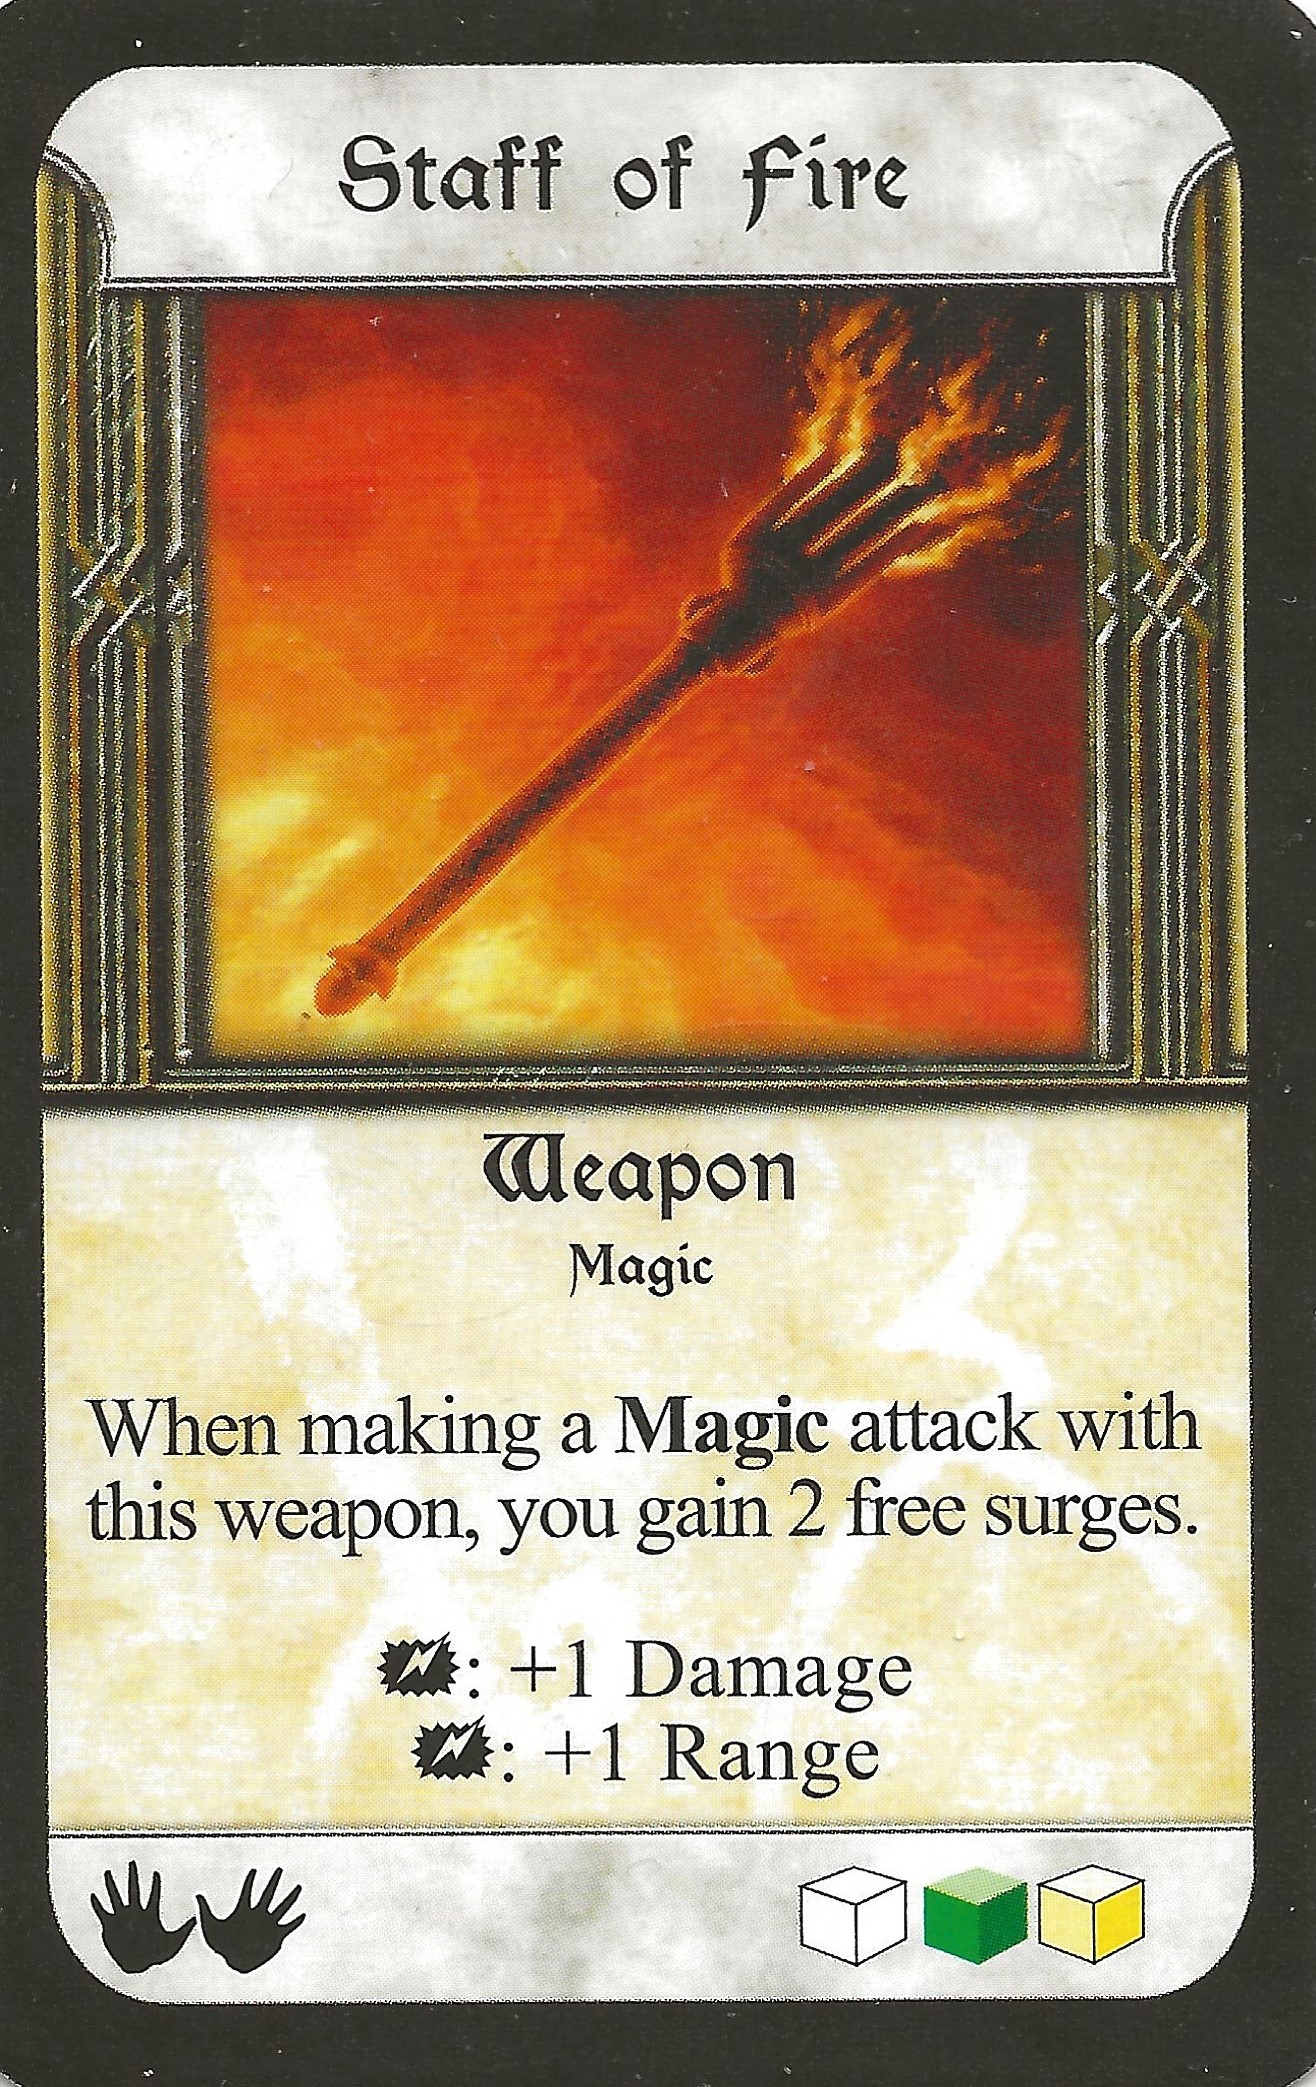 Staff of Fire
Weapon
Magic
When making a Magic attack with
this weapon, you gain 2 free surges.
: +1 Damage
: +1 Range